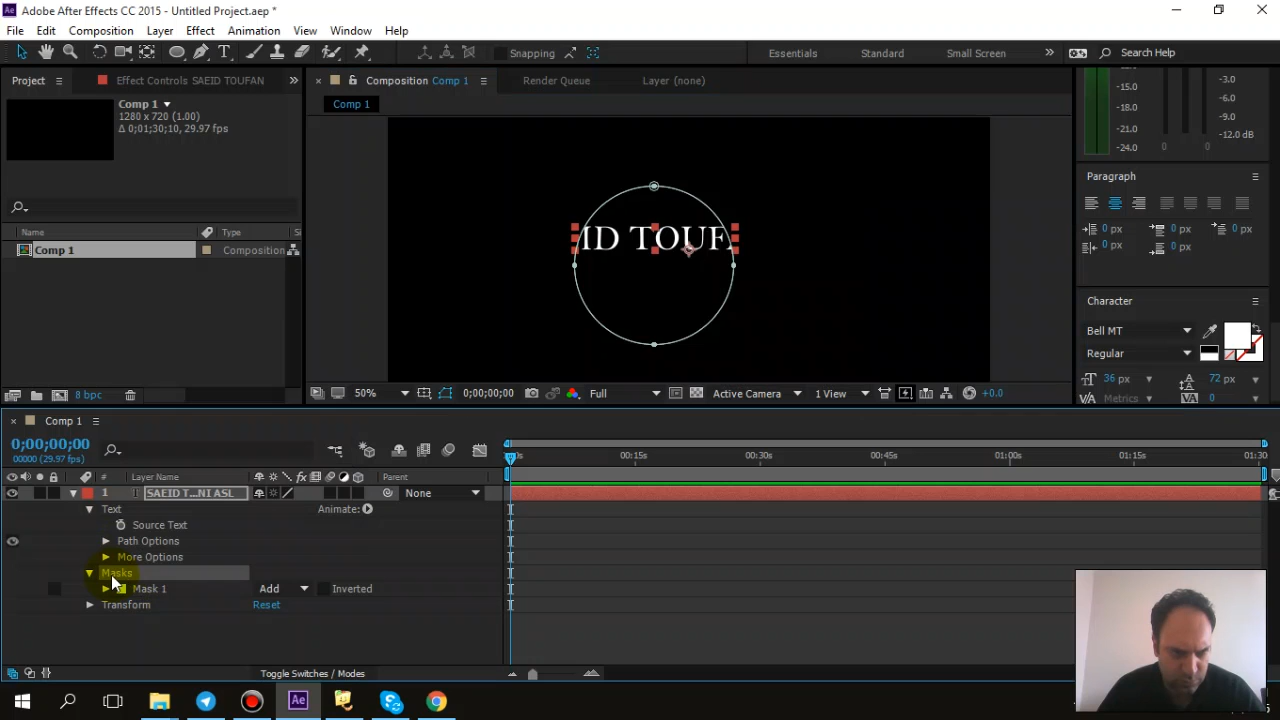 Adobe After Effects CC 2015 - Untitled Project.aep *
File Edit Composition Layer Effect Animation View Window Help
Snapping Essentials Standard Small Screen Search Help
Project Effect Controls SAEID TOUFAN Composition Comp 1 Render Queue Layer (none)
Comp 1
Comp 1
1280 x 720 (1.00)
Δ 0;01;30;10, 29.97 fps
-15.0
-18.0
-21.0
-24.0
-3.0
-6.0
-9.0
-12.0 dB
0 0
Paragraph
0 px 0 px 0 px
0 px 0 px
Name Type
Comp 1 Composition
ID TOUF
Character
Bell MT
Regular
36 px 72 px
Metrics 0
8 bpc
50% 0;00;00;00 Full Active Camera 1 View +0.0
Comp 1
0;00;00;00
00000 (29.97 fps)
00:15s 00:30s 00:45s 01:00s 01:15s 01:30
# Layer Name Parent
1 SAEID T...NI ASL None
Text Animate:
Source Text
Path Options
More Options
Masks
Mask 1 Add Inverted
Transform Reset
Toggle Switches / Modes